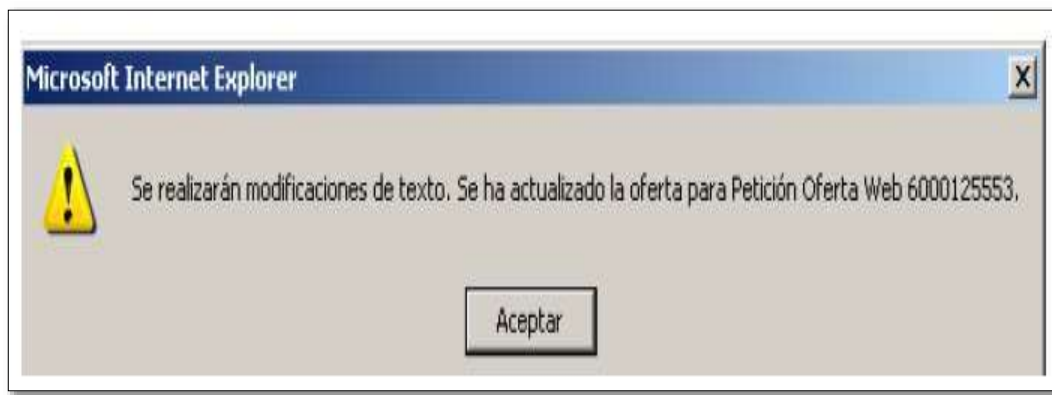 Microsoft Internet Explorer
Se realizarán modificaciones de texto. Se ha actualizado la oferta para Petición Oferta Web 6000125553.
Aceptar